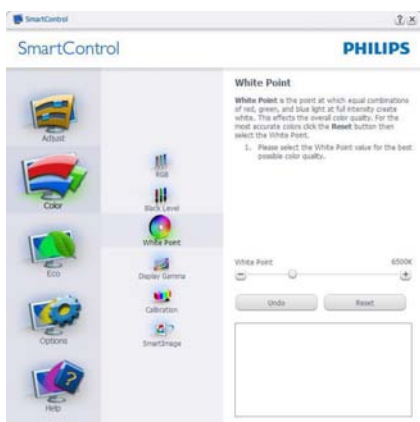 SmartControl
SmartControl
PHILIPS
Adjust
Color
Eco
Options
Help
RGB
Black Level
White Point
Display Gamma
Calibration
SmartImage
White Point
White Point is the point at which equal combinations
of red, green, and blue light at full intensity create
white. This effects the overall color quality. For the
most accurate colors click the Reset button then
select the White Point.
1. Please select the White Point value for the best
possible color quality.
White Point 6500K
Undo Reset